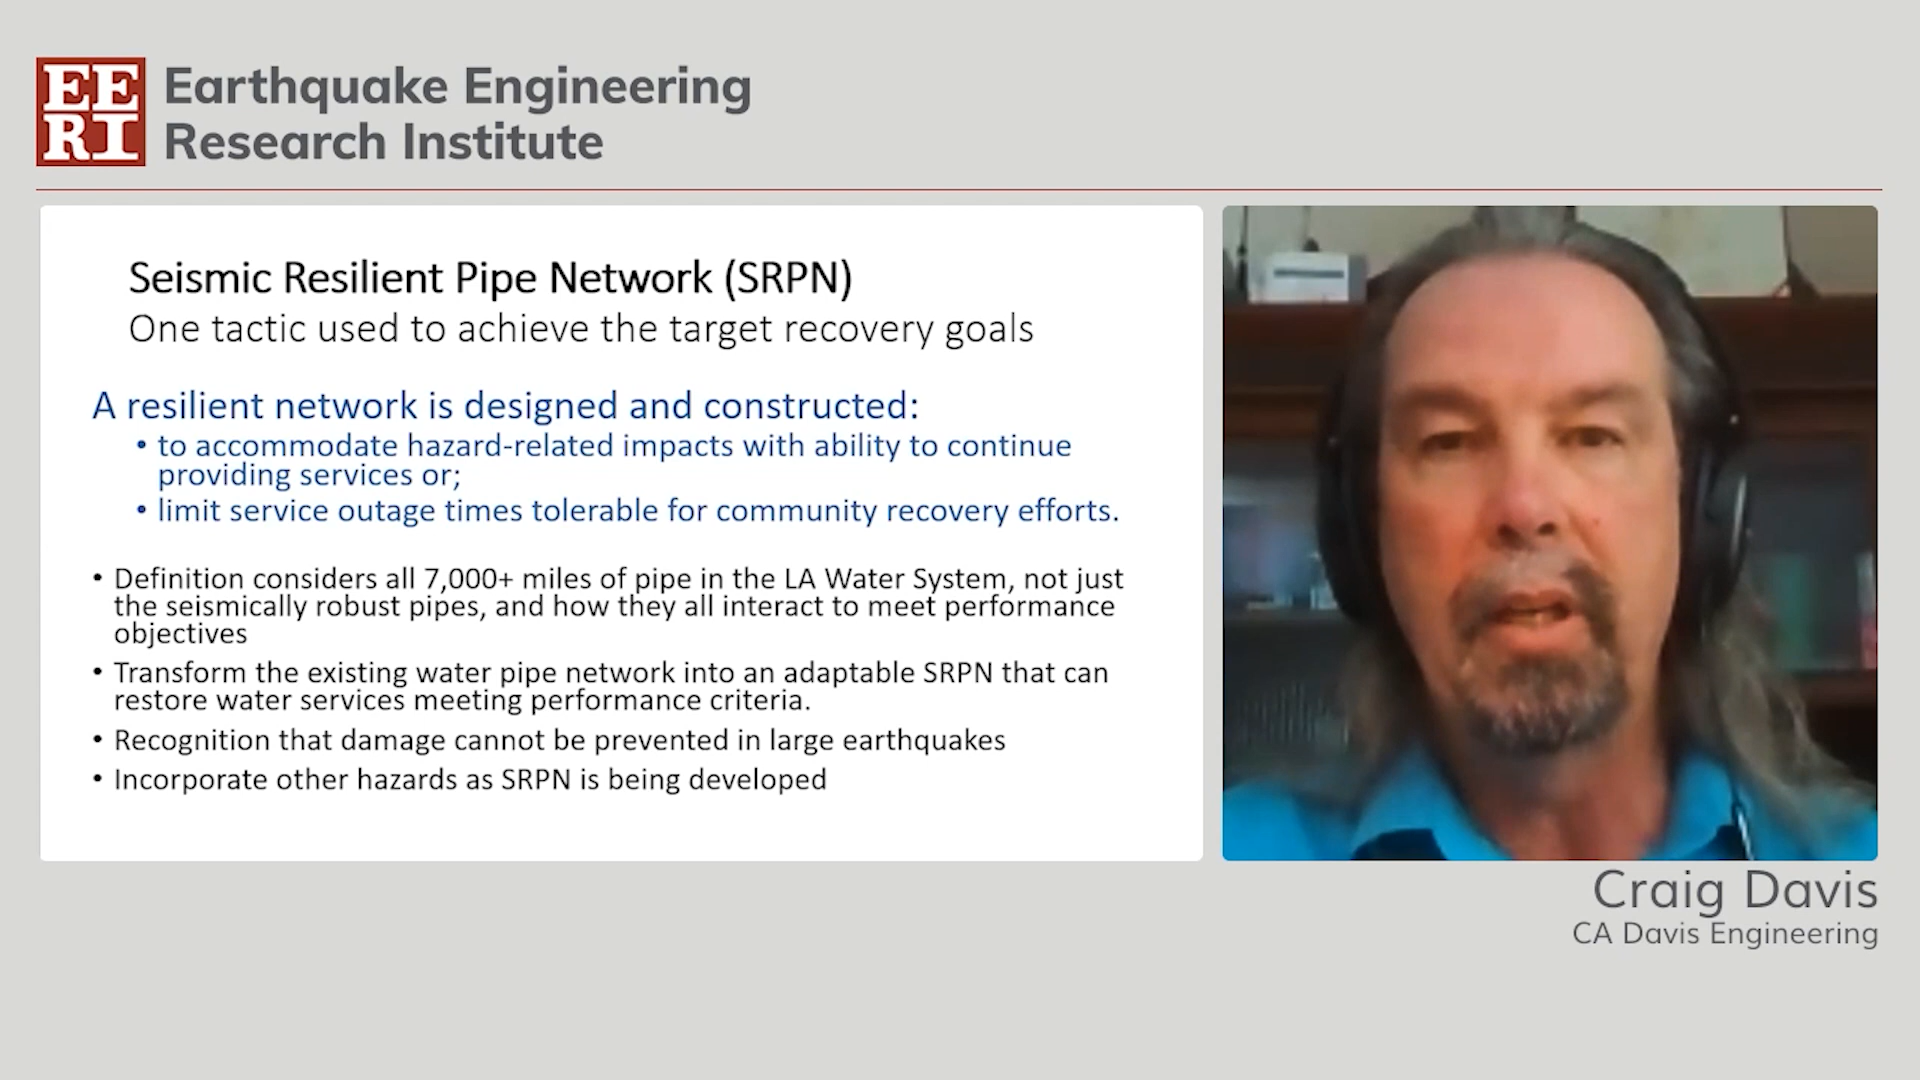 EE
RI
Earthquake Engineering
Research Institute
Seismic Resilient Pipe Network (SRPN)
One tactic used to achieve the target recovery goals
A resilient network is designed and constructed:
• to accommodate hazard-related impacts with ability to continue
providing services or;
• limit service outage times tolerable for community recovery efforts.
• Definition considers all 7,000+ miles of pipe in the LA Water System, not just
the seismically robust pipes, and how they all interact to meet performance
objectives
• Transform the existing water pipe network into an adaptable SRPN that can
restore water services meeting performance criteria.
• Recognition that damage cannot be prevented in large earthquakes
• Incorporate other hazards as SRPN is being developed
Craig Davis
CA Davis Engineering